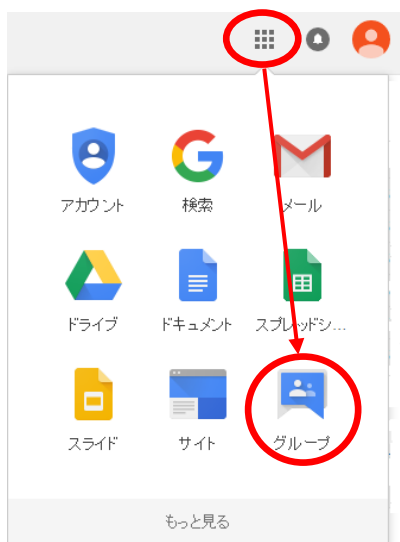 アカウント
検索
メール
ドライブ
ドキュメント
スプレッドシ...
スライド
サイト
グループ
もっと見る